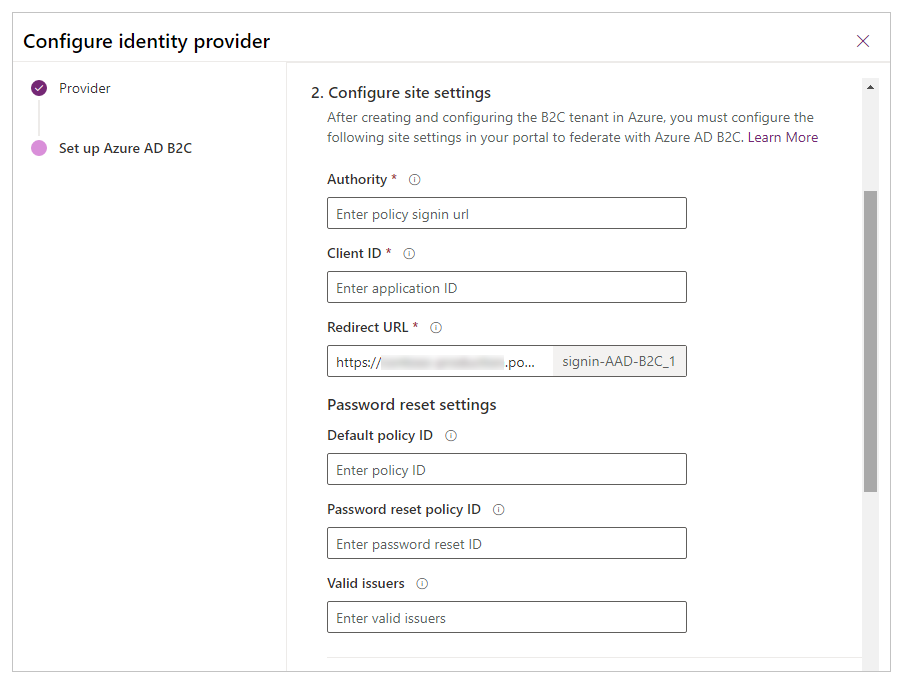 Configure identity provider
Provider
Set up Azure AD B2C
2. Configure site settings
After creating and configuring the B2C tenant in Azure, you must configure the
following site settings in your portal to federate with Azure AD B2C. Learn More
Authority *
Enter policy signin url
Client ID *
Enter application ID
Redirect URL *
https:// .po... signin-AAD-B2C_1
Password reset settings
Default policy ID
Enter policy ID
Password reset policy ID
Enter password reset ID
Valid issuers
Enter valid issuers